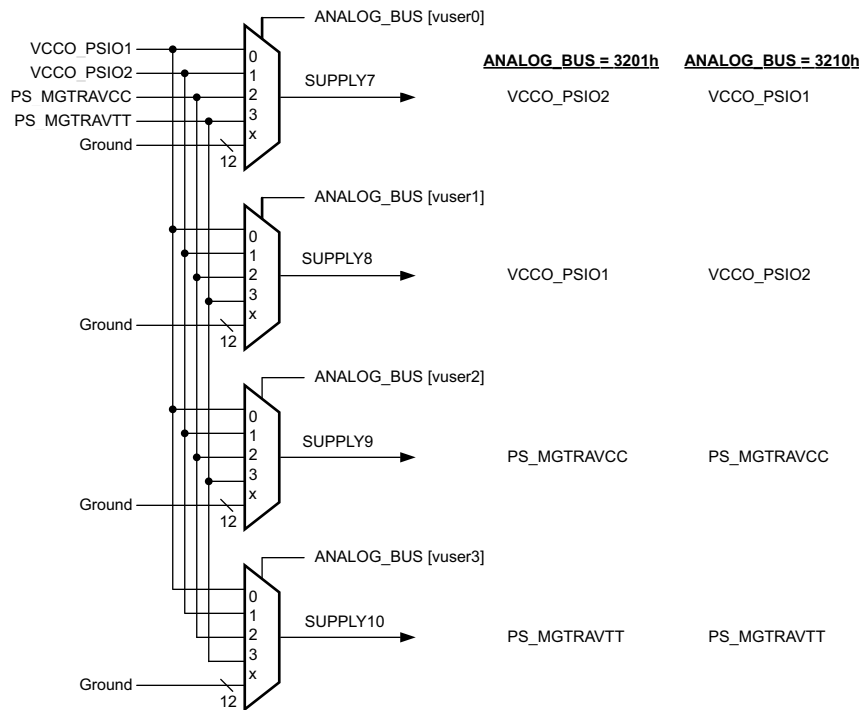 ANALOG_BUS [vuser0]
VCCO_PSIO1
VCCO_PSIO2
PS_MGTRAVCC
PS_MGTRAVTT
Ground
12
0
1
2
3
x
SUPPLY7
ANALOG_BUS = 3201h
ANALOG_BUS = 3210h
VCCO_PSIO2
VCCO_PSIO1
ANALOG_BUS [vuser1]
0
1
2
3
x
Ground
12
SUPPLY8
VCCO_PSIO1
VCCO_PSIO2
ANALOG_BUS [vuser2]
0
1
2
3
x
Ground
12
SUPPLY9
PS_MGTRAVCC
PS_MGTRAVCC
ANALOG_BUS [vuser3]
0
1
2
3
x
Ground
12
SUPPLY10
PS_MGTRAVTT
PS_MGTRAVTT